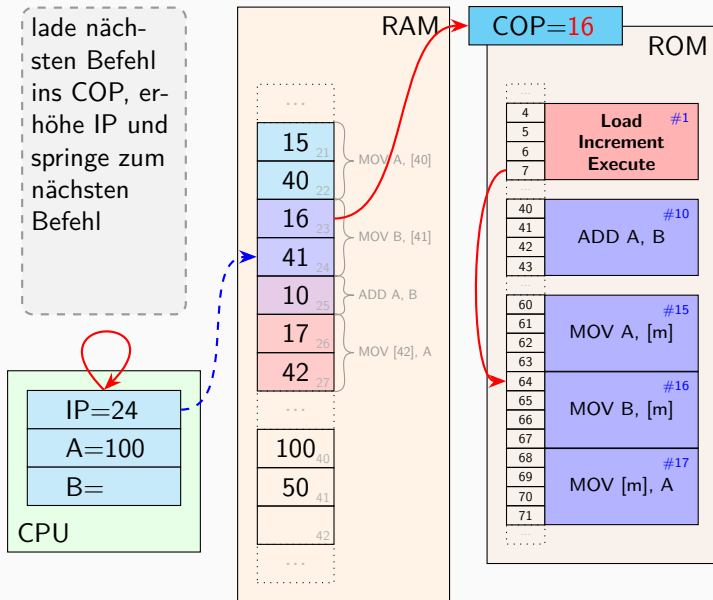 lade näch-
sten Befehl
ins COP, er-
höhe IP und
springe zum
nächsten
Befehl
IP=24
A=100
B=
CPU
RAM
...
15 21
40 22
MOV A, [40]
16 23
41 24
MOV B, [41]
10 25
ADD A, B
17 26
42 27
MOV [42], A
...
100 40
50 41
42
...
COP=16
ROM
...
4
5
6
7
#1
Load
Increment
Execute
...
40
41
42
43
#10
ADD A, B
...
60
61
62
63
#15
MOV A, [m]
64
65
66
67
#16
MOV B, [m]
68
69
70
71
#17
MOV [m], A
...